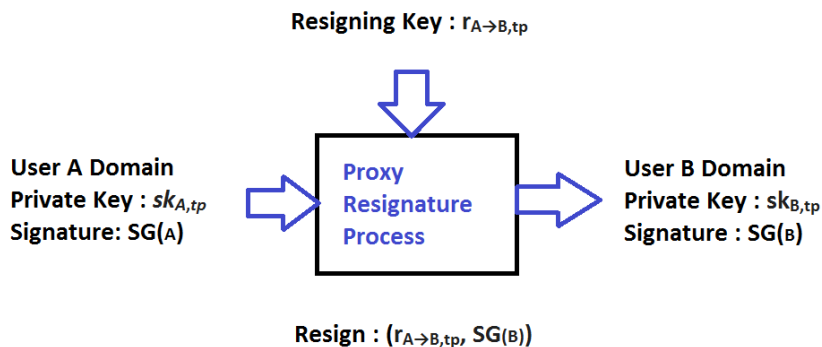 Resigning Key : rA→B,tp
User A Domain
Private Key : skA,tp
Signature: SG(A)
Proxy
Resignature
Process
User B Domain
Private Key : skB,tp
Signature : SG(B)
Resign : (rA→B,tp, SG(B))